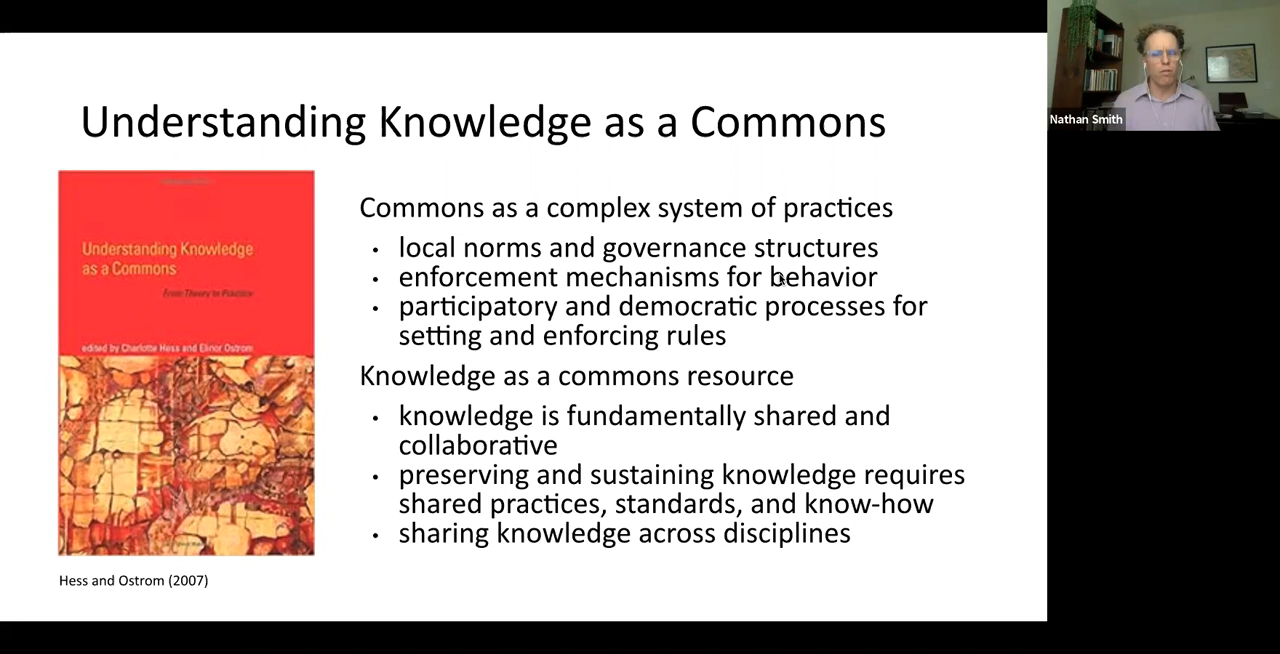 Understanding Knowledge as a Commons
Understanding Knowledge
as a Commons
From Theory to Practice
edited by Charlotte Hess and Elinor Ostrom
Hess and Ostrom (2007)
Commons as a complex system of practices
• local norms and governance structures
• enforcement mechanisms for behavior
• participatory and democratic processes for
setting and enforcing rules
Knowledge as a commons resource
• knowledge is fundamentally shared and
collaborative
• preserving and sustaining knowledge requires
shared practices, standards, and know-how
• sharing knowledge across disciplines
Nathan Smith